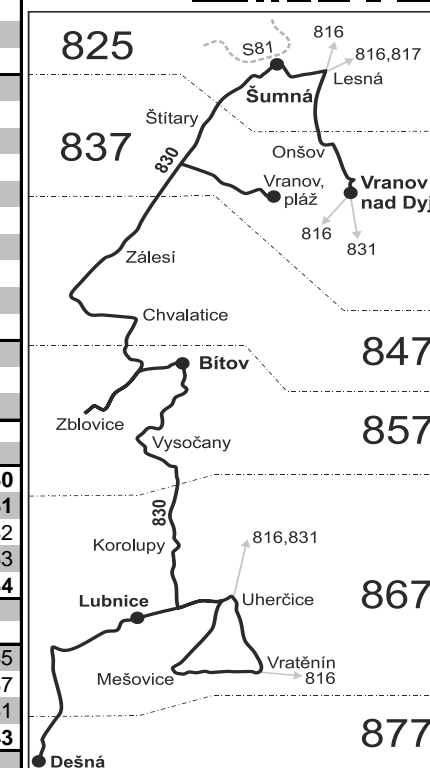 816
825
S81
816,817
Lesná
Šumná
Štítary
837
830
Onšov
Vranov,
pláž
Vranov
nad Dyj
816
831
Zálesí
Chvalatice
847
Bítov
Zblovice
857
Vysočany
830
Korolupy
816,831
867
Lubnice
Uherčice
Mešovice
Vratěnín
816
877
Dešná